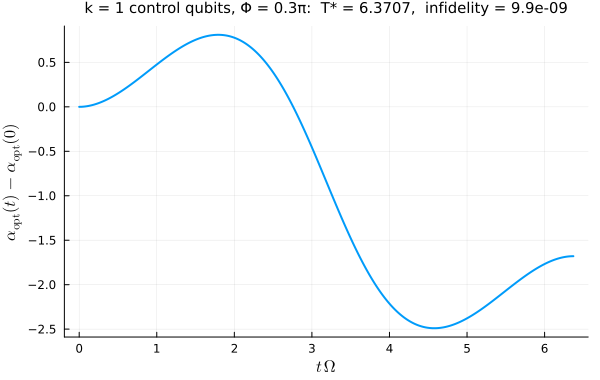 k = 1 control qubits, Φ = 0.3π:  T* = 6.3707,  infidelity = 9.9e-09
α_opt(t) − α_opt(0)
0.5
0.0
−0.5
−1.0
−1.5
−2.0
−2.5
0 1 2 3 4 5 6
t Ω